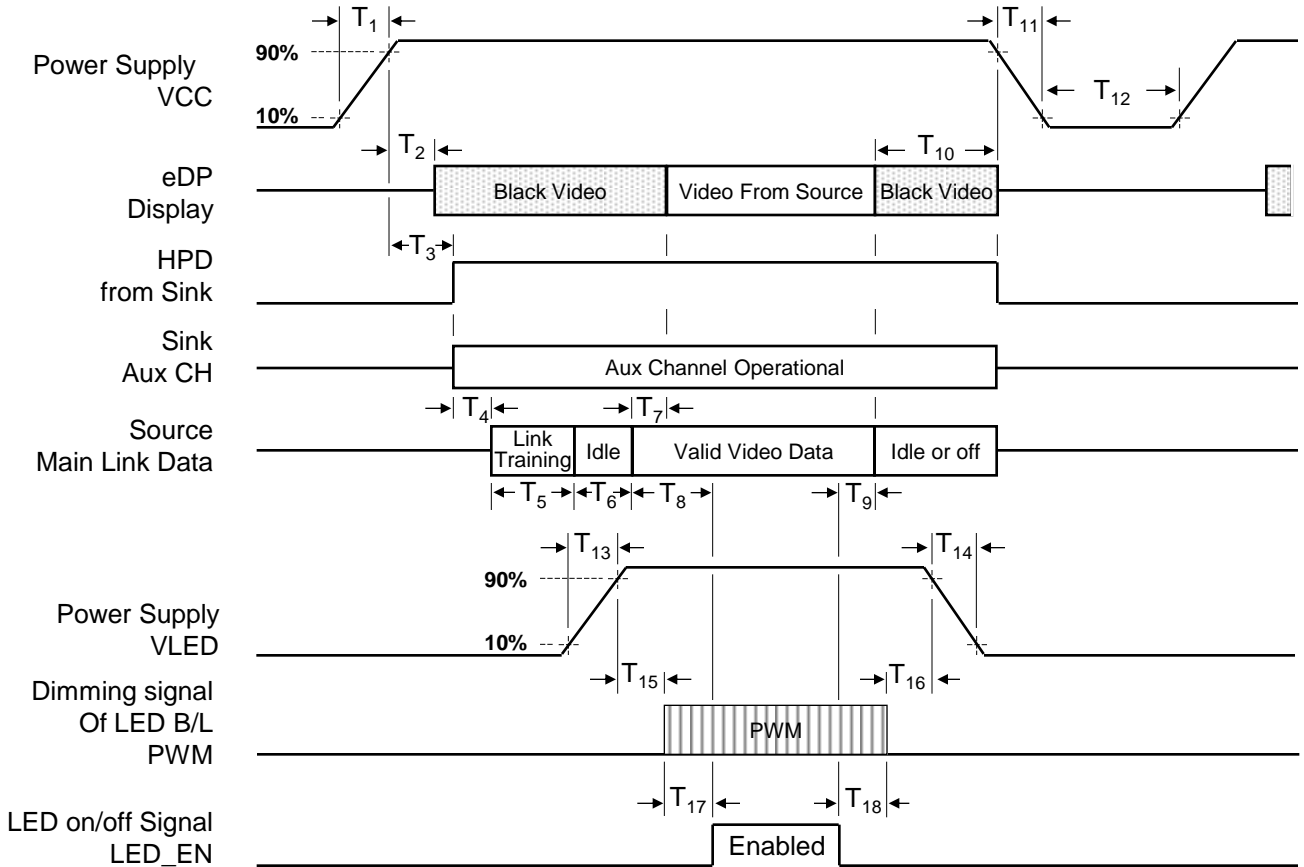 T1
T11
90%
Power Supply
VCC
10%
T12
T2
T10
eDP
Display
Black Video
Video From Source
Black Video
T3
HPD
from Sink
Sink
Aux CH
Aux Channel Operational
T4
T7
Source
Main Link Data
Link
Training
Idle
Valid Video Data
Idle or off
T5
T6
T8
T9
T13
T14
90%
Power Supply
VLED
10%
T15
T16
Dimming signal
Of LED B/L
PWM
PWM
T17
T18
LED on/off Signal
LED_EN
Enabled